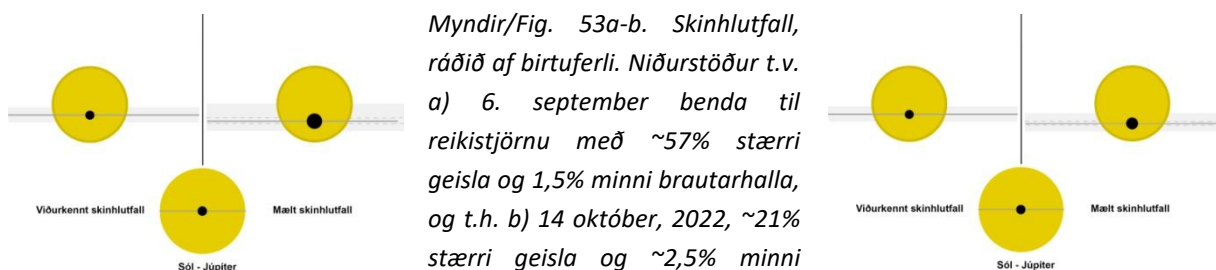 Viðurkennt skinhlutfall
Mælt skinhlutfall
Sól - Júpíter
Myndir/Fig. 53a-b. Skinhlutfall,
ráðið af birtuferli. Niðurstöður t.v.
a) 6. september benda til
reikistjörnu með ~57% stærri
geisla og 1,5% minni brautarhalla,
og t.h. b) 14 október, 2022, ~21%
stærri geisla og ~2,5% minni
Viðurkennt skinhlutfall
Mælt skinhlutfall
Sól - Júpíter